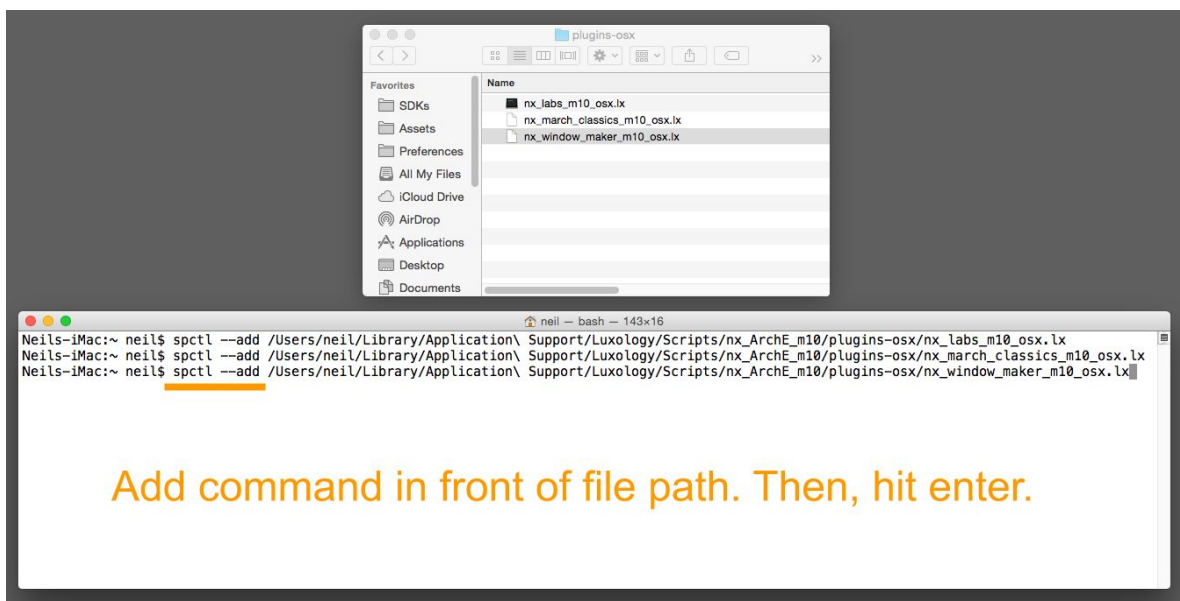 plugins-osx
Favorites
SDKs
Assets
Preferences
All My Files
iCloud Drive
AirDrop
Applications
Desktop
Documents
Name
nx_labs_m10_osx.lx
nx_march_classics_m10_osx.lx
nx_window_maker_m10_osx.lx
neil — bash — 143×16
Neils-iMac:~ neil$ spctl --add /Users/neil/Library/Application\ Support/Luxology/Scripts/nx_ArchE_m10/plugins-osx/nx_labs_m10_osx.lx
Neils-iMac:~ neil$ spctl --add /Users/neil/Library/Application\ Support/Luxology/Scripts/nx_ArchE_m10/plugins-osx/nx_march_classics_m10_osx.lx
Neils-iMac:~ neil$ spctl --add /Users/neil/Library/Application\ Support/Luxology/Scripts/nx_ArchE_m10/plugins-osx/nx_window_maker_m10_osx.lx
Add command in front of file path. Then, hit enter.